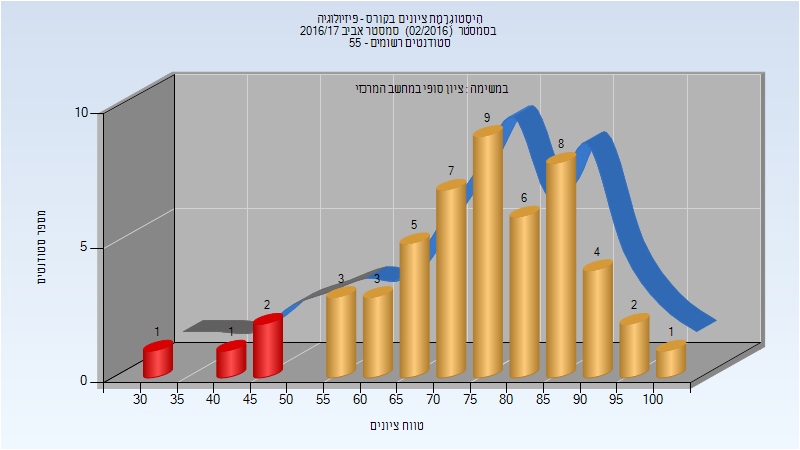 היסטוגרמת ציונים בקורס - פיזיולוגיה
בסמסטר (02/2016) סמסטר אביב 2016/17
סטודנטים רשומים - 55
במשימה : ציון סופי במחשב המרכזי
10
5
0
מספר סטודנטים
1
1
2
3
3
5
7
9
6
8
4
2
1
30 35 40 45 50 55 60 65 70 75 80 85 90 95 100
טווח ציונים